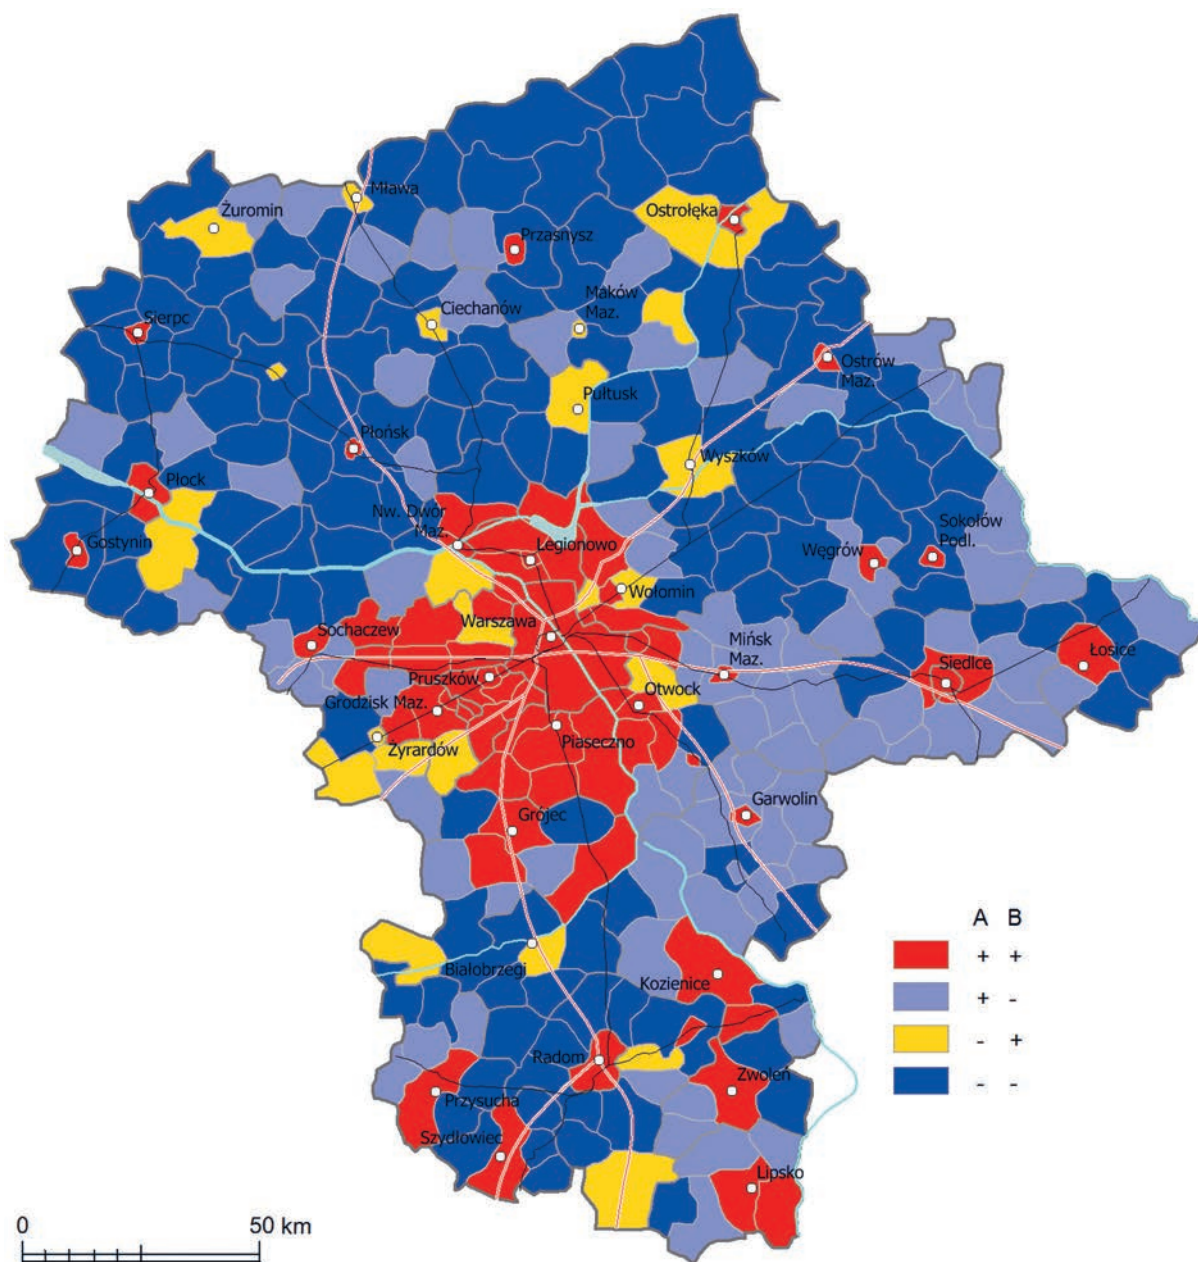 Mława
Żuromin
Ostrołęka
Przasnysz
Ciechanów
Maków
Maz.
Sierpc
Ostrów
Maz.
Pułtusk
Płońsk
Wyszków
Płock
Nw. Dwór
Maz.
Sokołów
Podl.
Gostynin
Legionowo
Węgrów
Wołomin
Warszawa
Sochaczew
Mińsk
Maz.
Łosice
Siedlce
Pruszków
Otwock
Grodzisk Maz.
Żyrardów
Piaseczno
Garwolin
Grójec
A B
+ +
+ -
- +
- -
Białobrzegi
Kozienice
Radom
Zwoleń
Przysucha
Szydłowiec
Lipsko
0 50 km